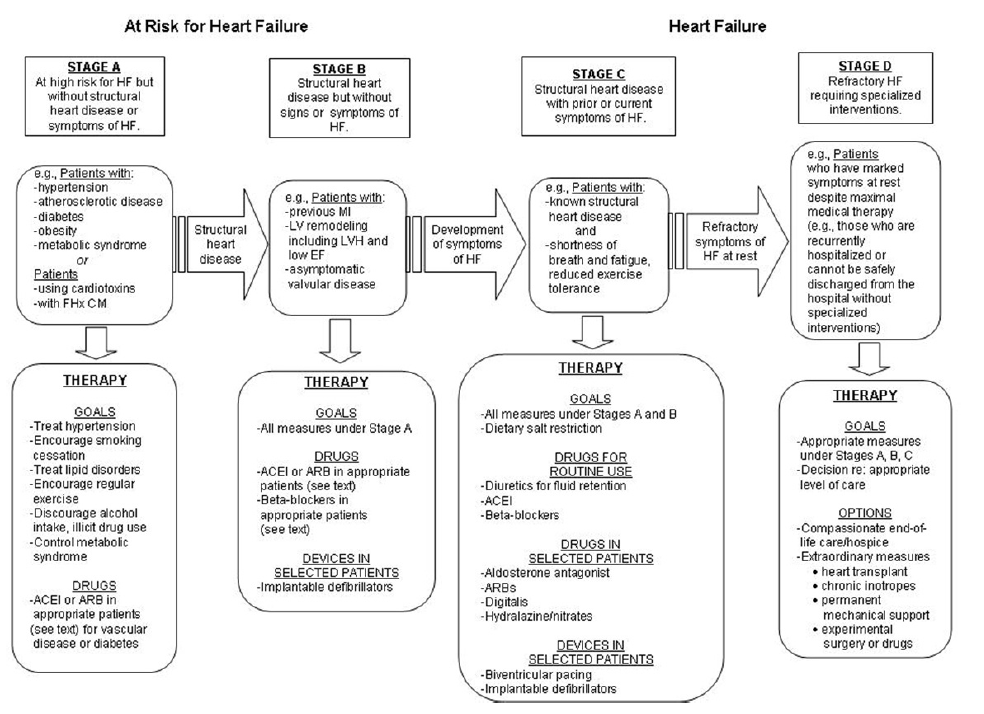 At Risk for Heart Failure
Heart Failure
STAGE A
At high risk for HF but
without structural
heart disease or
symptoms of HF.
STAGE B
Structural heart
disease but without
signs or symptoms of
HF.
STAGE C
Structural heart disease
with prior or current
symptoms of HF.
STAGE D
Refractory HF
requiring specialized
interventions.
e.g., Patients with:
-hypertension
-atherosclerotic disease
-diabetes
-obesity
-metabolic syndrome
or
Patients
-using cardiotoxins
-with FHx CM
Structural
heart
disease
e.g., Patients with:
-previous MI
-LV remodeling
including LVH and
low EF
-asymptomatic
valvular disease
Development
of symptoms
of HF
e.g., Patients with:
-known structural
heart disease
and
-shortness of
breath and fatigue,
reduced exercise
tolerance
Refractory
symptoms of
HF at rest
e.g., Patients
who have marked
symptoms at rest
despite maximal
medical therapy
(e.g., those who are
recurrently
hospitalized or
cannot be safely
discharged from the
hospital without
specialized
interventions)
THERAPY
GOALS
-Treat hypertension
-Encourage smoking
cessation
-Treat lipid disorders
-Encourage regular
exercise
-Discourage alcohol
intake, illicit drug use
-Control metabolic
syndrome
DRUGS
-ACEI or ARB in
appropriate patients
(see text) for vascular
disease or diabetes
THERAPY
GOALS
-All measures under Stage A
DRUGS
-ACEI or ARB in appropriate
patients (see text)
-Beta-blockers in
appropriate patients
(see text)
DEVICES IN
SELECTED PATIENTS
-Implantable defibrillators
THERAPY
GOALS
-All measures under Stages A and B
-Dietary salt restriction
DRUGS FOR
ROUTINE USE
-Diuretics for fluid retention
-ACEI
-Beta-blockers
DRUGS IN
SELECTED PATIENTS
-Aldosterone antagonist
-ARBs
-Digitalis
-Hydralazine/nitrates
DEVICES IN
SELECTED PATIENTS
-Biventricular pacing
-Implantable defibrillators
THERAPY
GOALS
-Appropriate measures
under Stages A, B, C
-Decision re: appropriate
level of care
OPTIONS
-Compassionate end-of-
life care/hospice
-Extraordinary measures
• heart transplant
• chronic inotropes
• permanent
mechanical support
• experimental
surgery or drugs